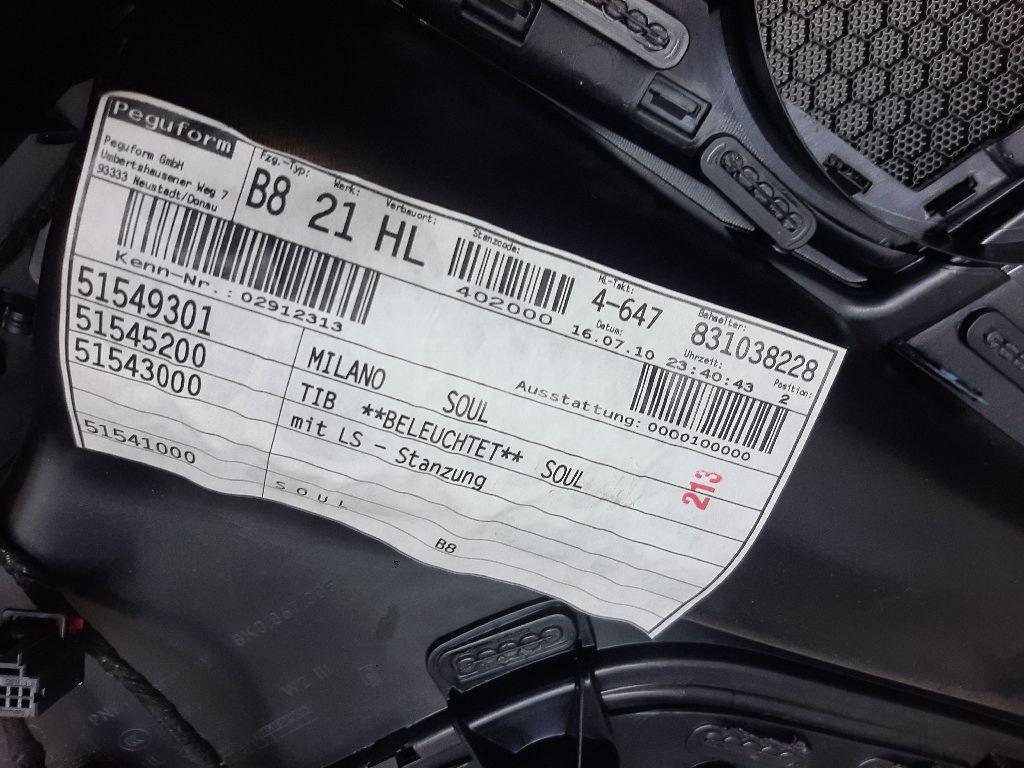 Peguform
Peguform GmbH
Umbertshausener Weg 7
93333 Neustadt/Donau
Fzg.-Typ: Werk: Verbauort: Stanzcode: HL-Takt: Behaelter:
B8 21 HL 4-647 831038228
402000
Datum: Uhrzeit: Position:
16.07.10 23:40:43 2
Kenn-Nr.: 02912313
Ausstattung: 0000100000
51549301 MILANO SOUL
51545200 TIB **BELEUCHTET** SOUL
51543000 mit LS - Stanzung
213
51541000 SOUL B8